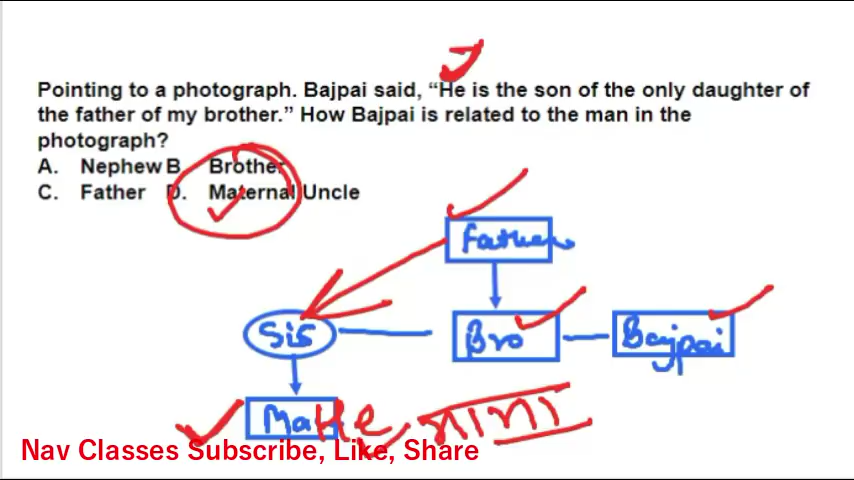 Pointing to a photograph. Bajpai said, “He is the son of the only daughter of
the father of my brother.” How Bajpai is related to the man in the
photograph?
A. Nephew B. Brother
C. Father D. Maternal Uncle
Father
Sis Bro Bajpai
Ma He
Nav Classes Subscribe, Like, Share